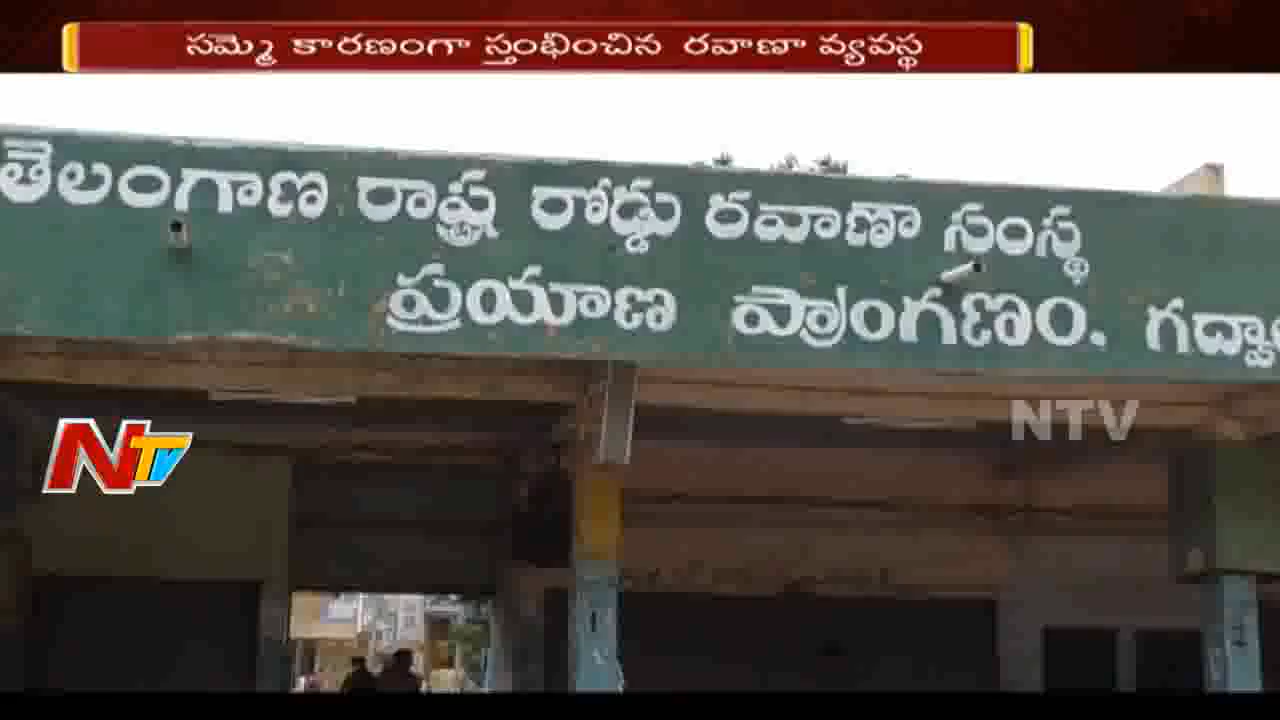 సమ్మె కారణంగా స్తంభించిన రవాణా వ్యవస్థ
తెలంగాణ రాష్ట్ర రోడ్డు రవాణా సంస్థ
ప్రయాణ ప్రాంగణం.
NTV
NTV